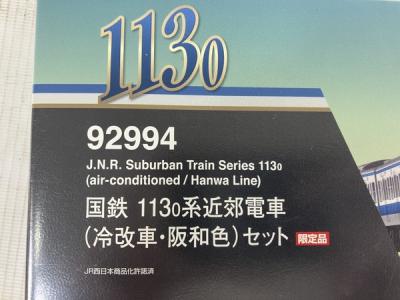 1130
92994
J.N.R. Suburban Train Series 1130
(air-conditioned / Hanwa Line)
国鉄 1130系近郊電車
(冷改車・阪和色)セット 限定品
JR西日本商品化許諾済